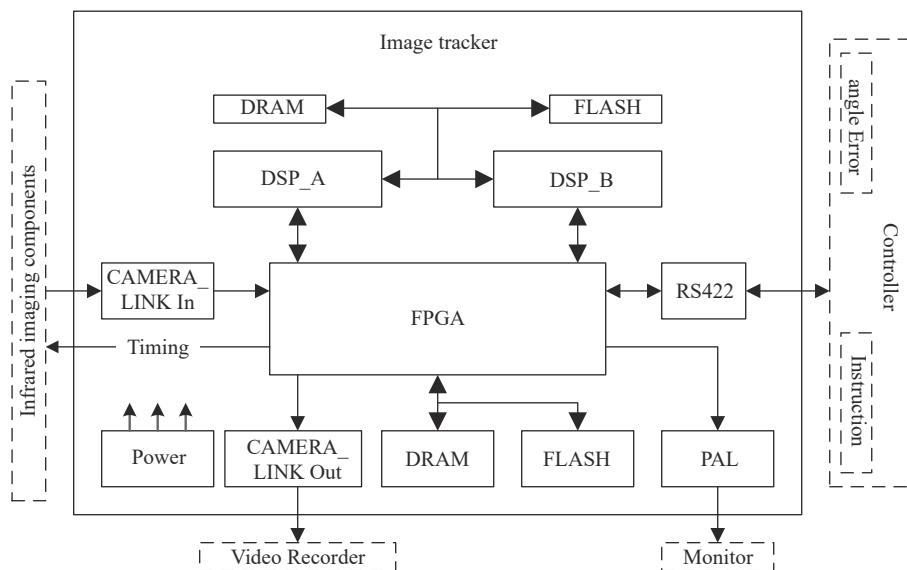 Image tracker
DRAM
FLASH
DSP_A
DSP_B
Infrared imaging components
CAMERA_
LINK In
FPGA
RS422
angle Error
Controller
Instruction
Timing
Power
CAMERA_
LINK Out
DRAM
FLASH
PAL
Video Recorder
Monitor